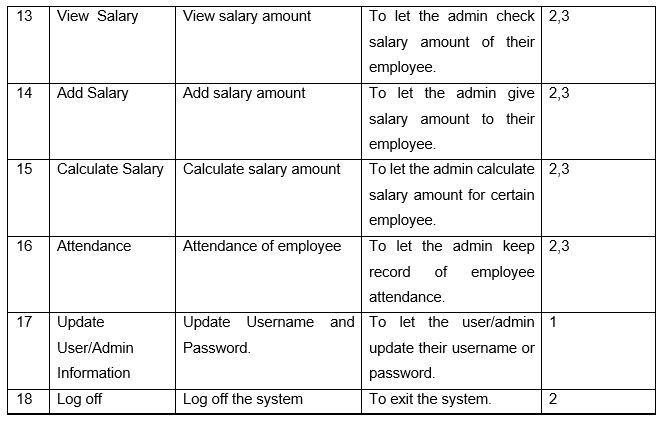 13 View Salary View salary amount To let the admin check 2,3
salary amount of their
employee.
14 Add Salary Add salary amount To let the admin give 2,3
salary amount to their
employee.
15 Calculate Salary Calculate salary amount To let the admin calculate 2,3
salary amount for certain
employee.
16 Attendance Attendance of employee To let the admin keep 2,3
record of employee
attendance.
17 Update Update Username and To let the user/admin 1
User/Admin Password. update their username or
Information password.
18 Log off Log off the system To exit the system. 2